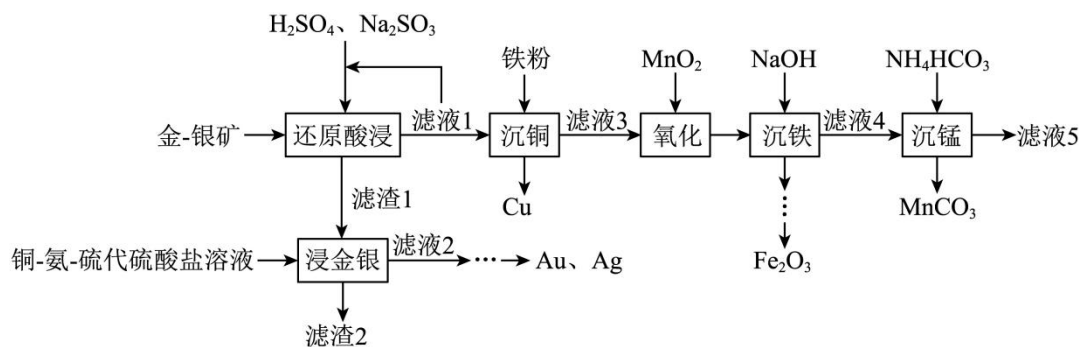 H₂SO₄、Na₂SO₃
铁粉
MnO₂
NaOH
NH₄HCO₃
金-银矿
还原酸浸
滤液1
沉铜
滤液3
氧化
沉铁
滤液4
沉锰
滤液5
滤渣1
Cu
MnCO₃
铜-氨-硫代硫酸盐溶液
浸金银
滤液2
Au、Ag
Fe₂O₃
滤渣2